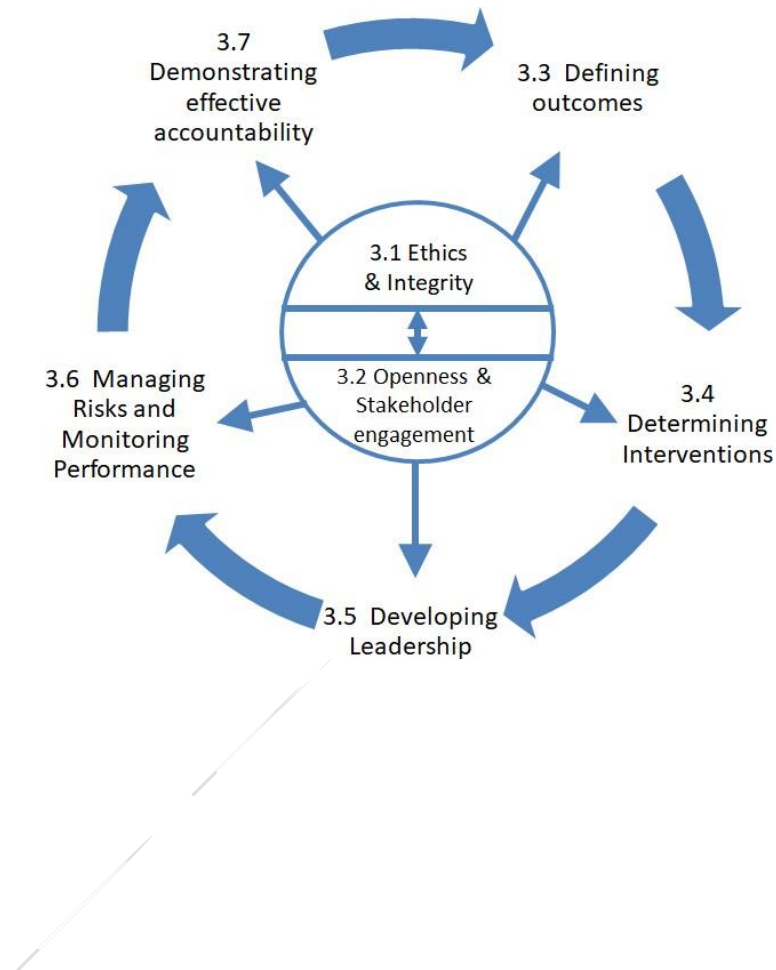 3.7
Demonstrating
effective
accountability
3.3 Defining
outcomes
3.1 Ethics
& Integrity
3.2 Openness &
Stakeholder
engagement
3.6 Managing
Risks and
Monitoring
Performance
3.4
Determining
Interventions
3.5 Developing
Leadership